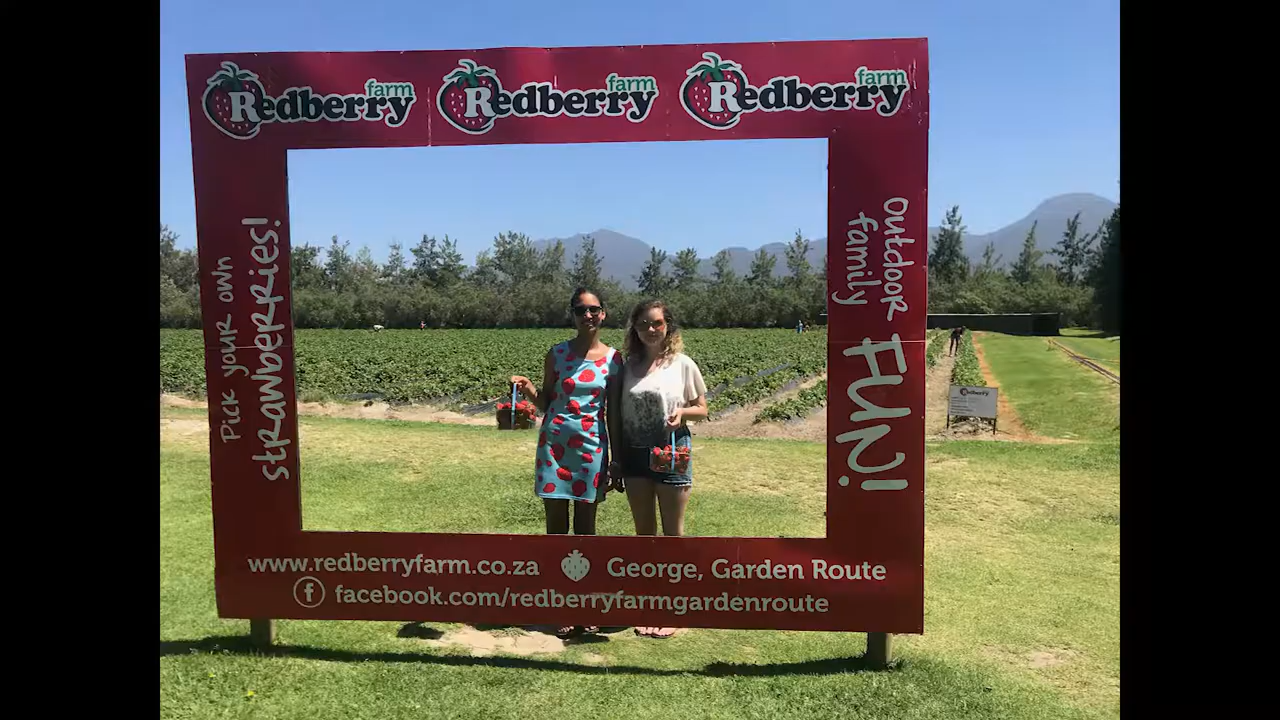 Redberry farm Redberry farm Redberry farm
Pick your own
strawberries!
Outdoor
family
FUN!
www.redberryfarm.co.za George, Garden Route
f facebook.com/redberryfarmgardenroute
Redberry